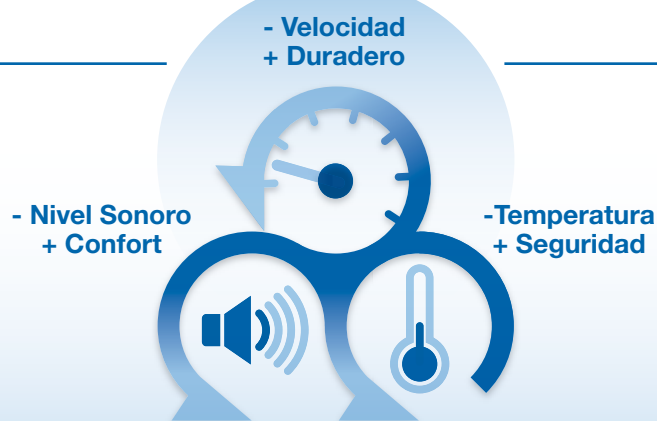 - Velocidad
+ Duradero
- Nivel Sonoro
+ Confort
-Temperatura
+ Seguridad